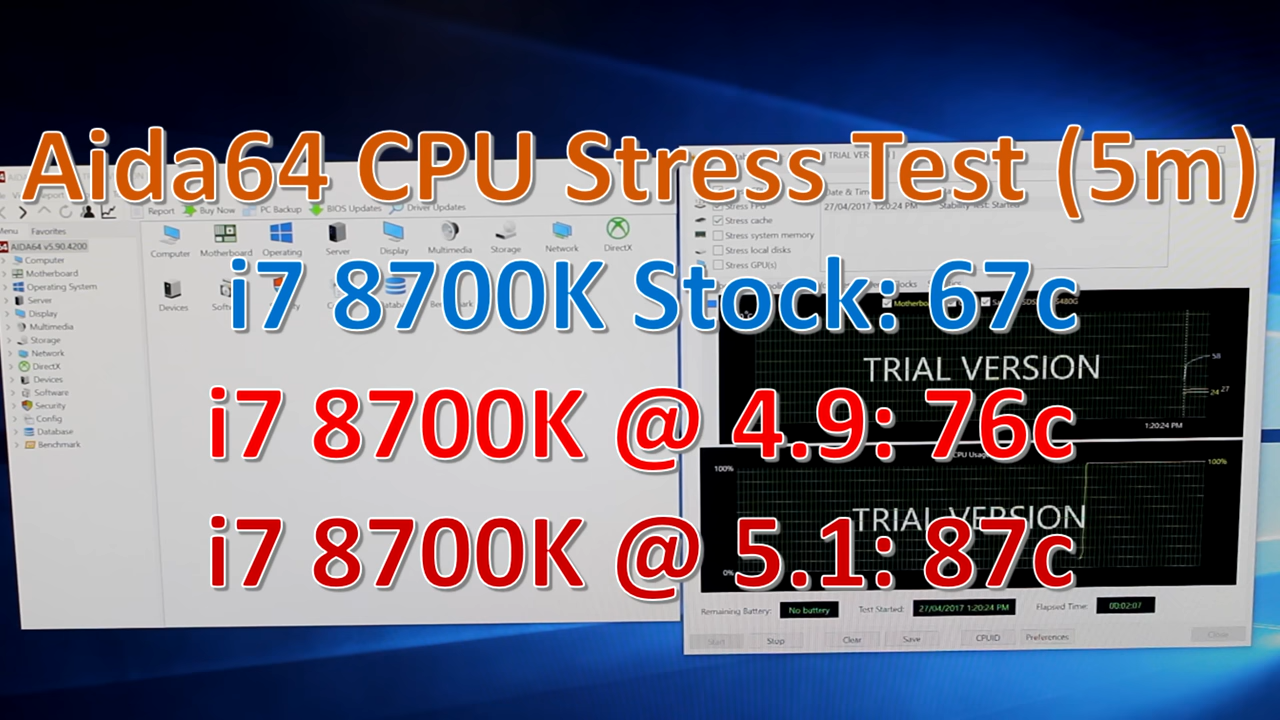 Aida64 CPU Stress Test (5m)
i7 8700K Stock: 67c
i7 8700K @ 4.9: 76c
i7 8700K @ 5.1: 87c
TRIAL VER
Date & Tim
27/04/2017 1:20:24 PM
Stability Test: Started
Report
Buy Now
PC Backup
BIOS Updates
Driver Updates
Favorites
AIDA64 v5.90.4200
Computer
Motherboard
Operating System
Server
Display
Multimedia
Storage
Network
DirectX
Devices
Software
Security
Config
Database
Benchmark
Computer
Motherboard
Operating
Server
Display
Multimedia
Storage
Network
DirectX
Devices
Stress FPU
Stress cache
Stress system memory
Stress local disks
Stress GPU(s)
TRIAL VERSION
58
24
27
1:20:24 PM
CPU Usag
100%
100%
TRIAL VERSION
0%
Remaining Battery:
No battery
Test Started:
27/04/2017 1:20:24 PM
Elapsed Time:
00:02:07
Start
Stop
Clear
Save
CPUID
Preferences
Close